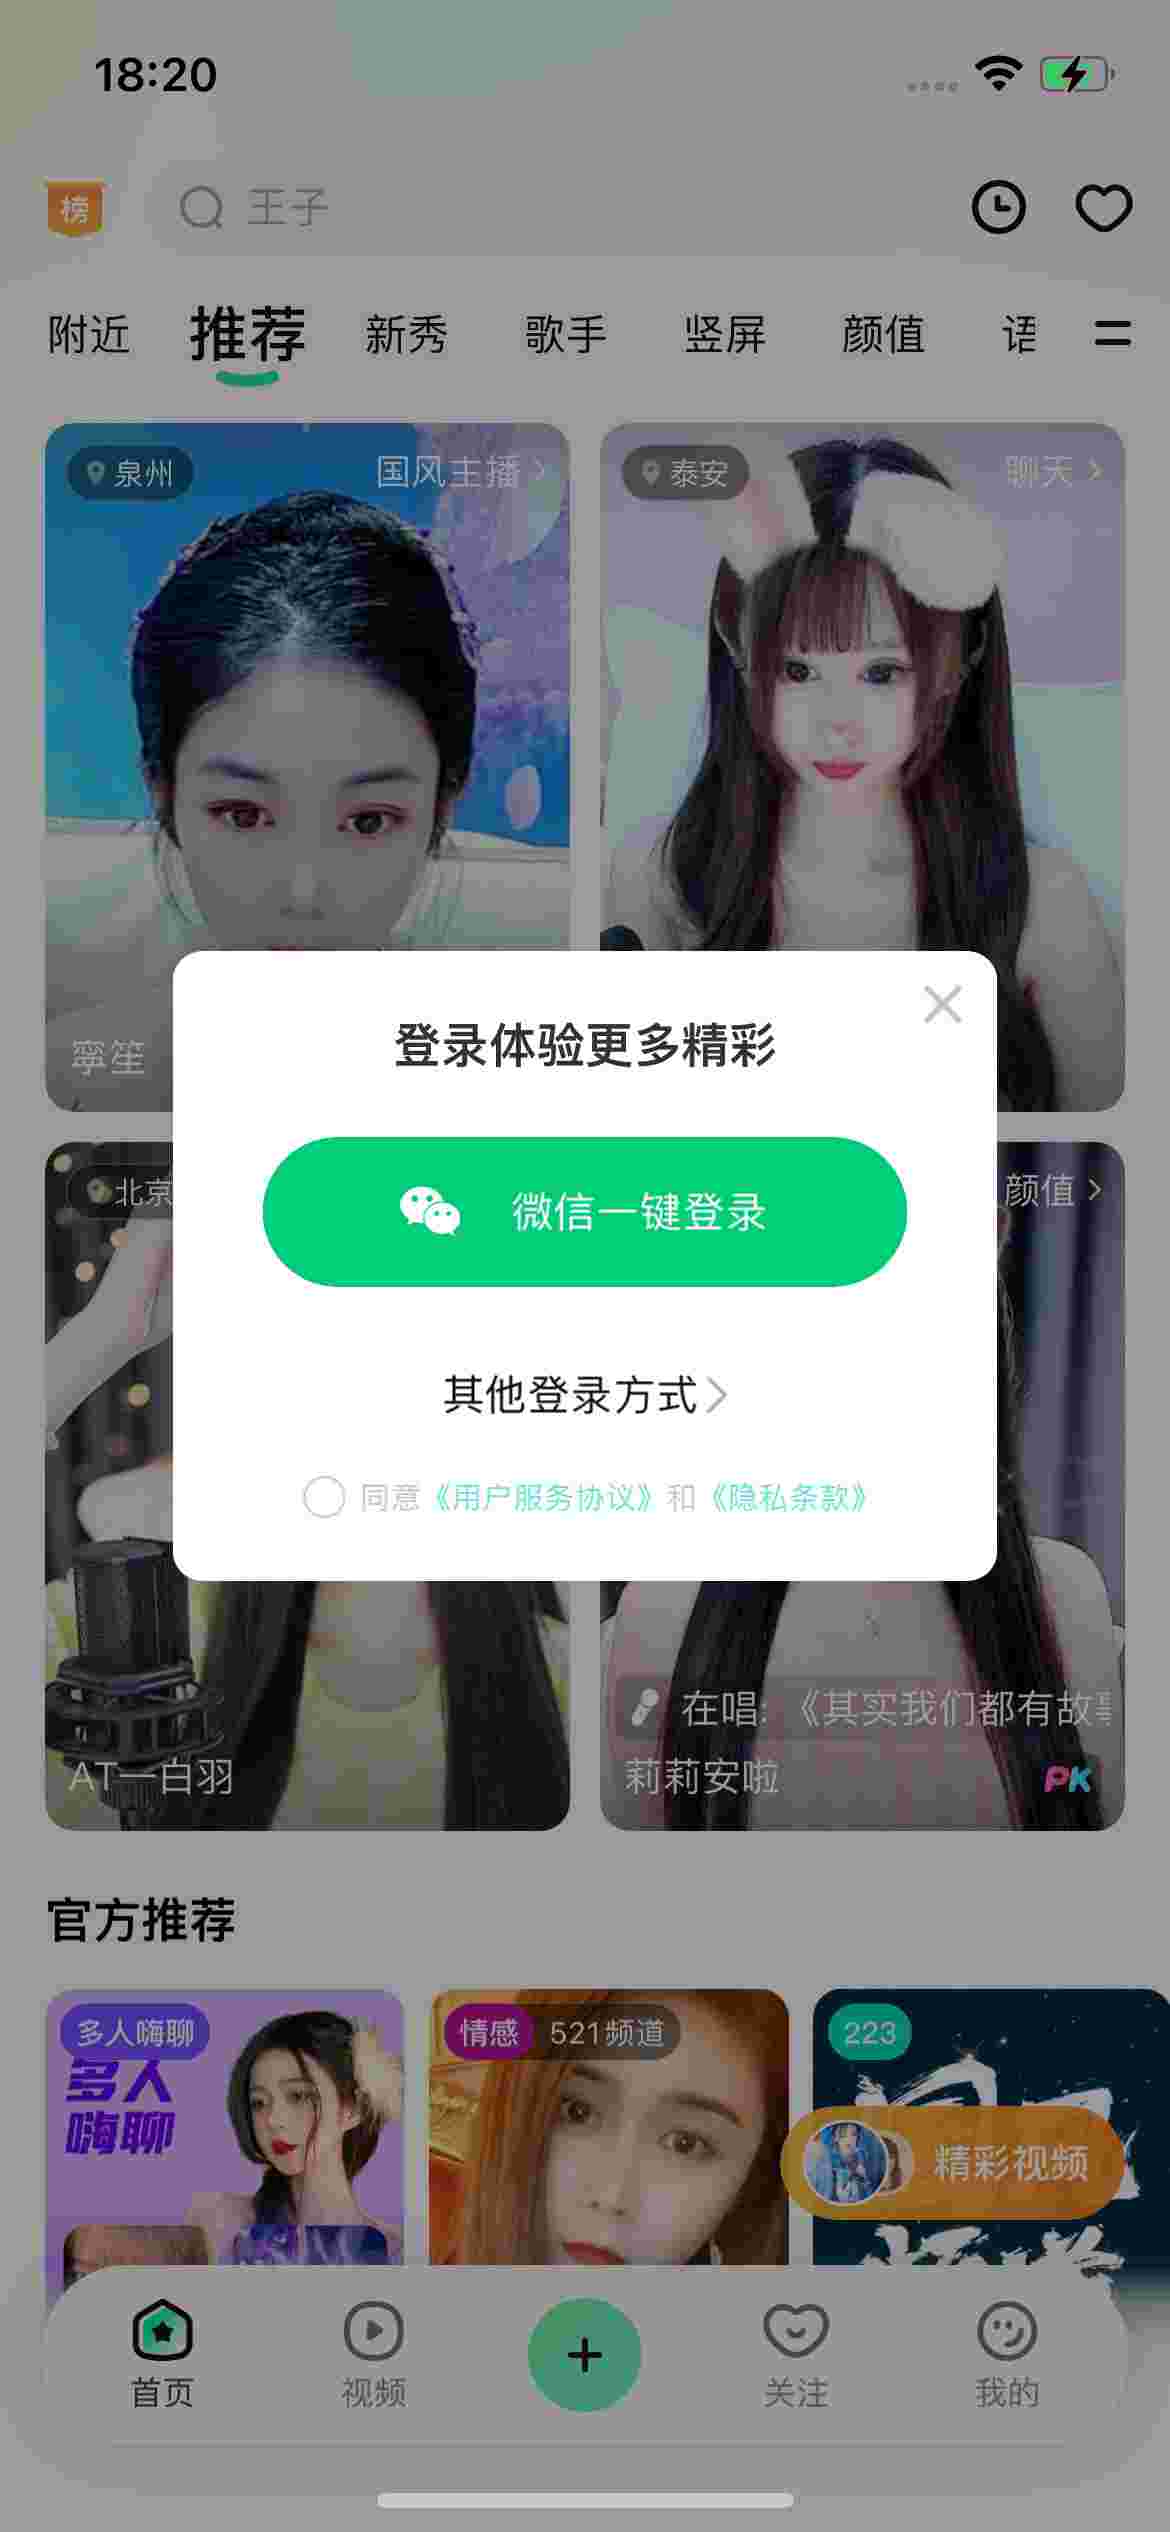 18:20
榜
王子
附近 推荐 新秀 歌手 竖屏 颜值 语
泉州 国风主播
泰安 聊天
寧笙
登录体验更多精彩
微信一键登录
其他登录方式
同意《用户服务协议》和《隐私条款》
北京
颜值
在唱:《其实我们都有故事
AT一白羽
莉莉安啦
PK
官方推荐
多人嗨聊
多人
嗨聊
情感 521频道
223
精彩视频
首页 视频 关注 我的